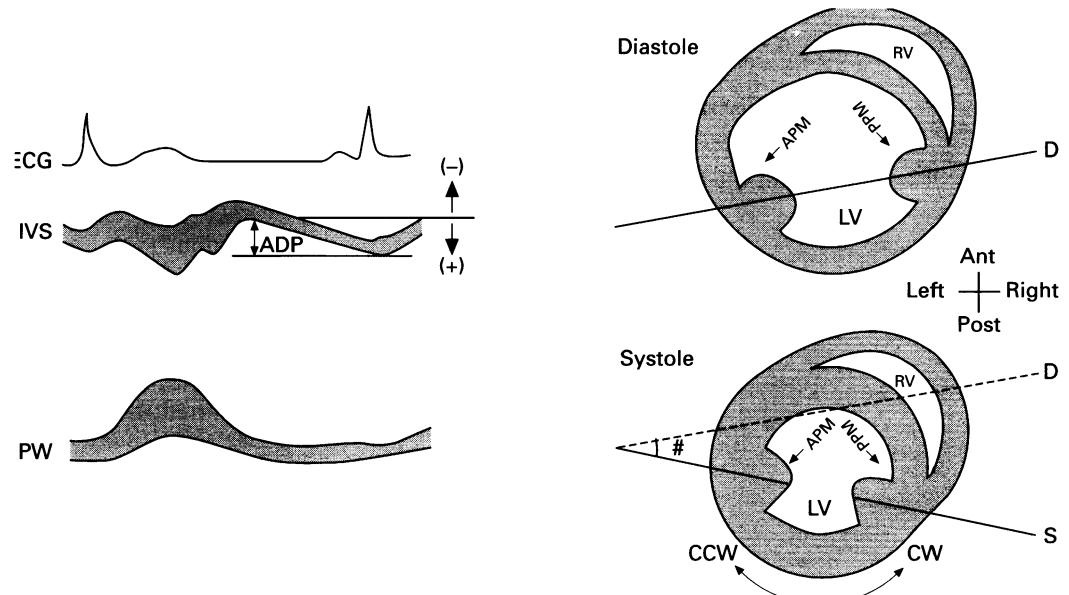 ECG
(−)
IVS
ADP
(+)
PW
Diastole
RV
APM
PPM
D
LV
Ant
Left
Right
Post
Systole
D
RV
#
APM
PPM
LV
S
CCW
CW